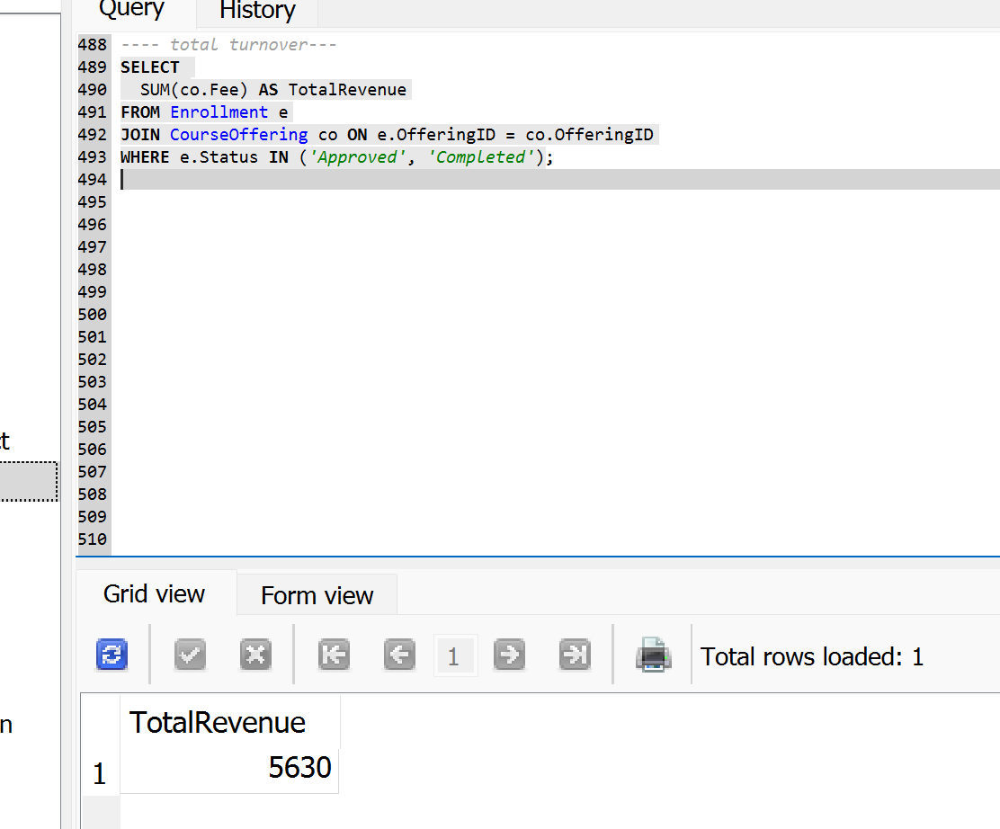 Query History
488 ---- total turnover---
489 SELECT
490 SUM(co.Fee) AS TotalRevenue
491 FROM Enrollment e
492 JOIN CourseOffering co ON e.OfferingID = co.OfferingID
493 WHERE e.Status IN ('Approved', 'Completed');
494
495
496
497
498
499
500
501
502
503
504
505
506
507
508
509
510
Grid view Form view
1 Total rows loaded: 1
TotalRevenue
1 5630